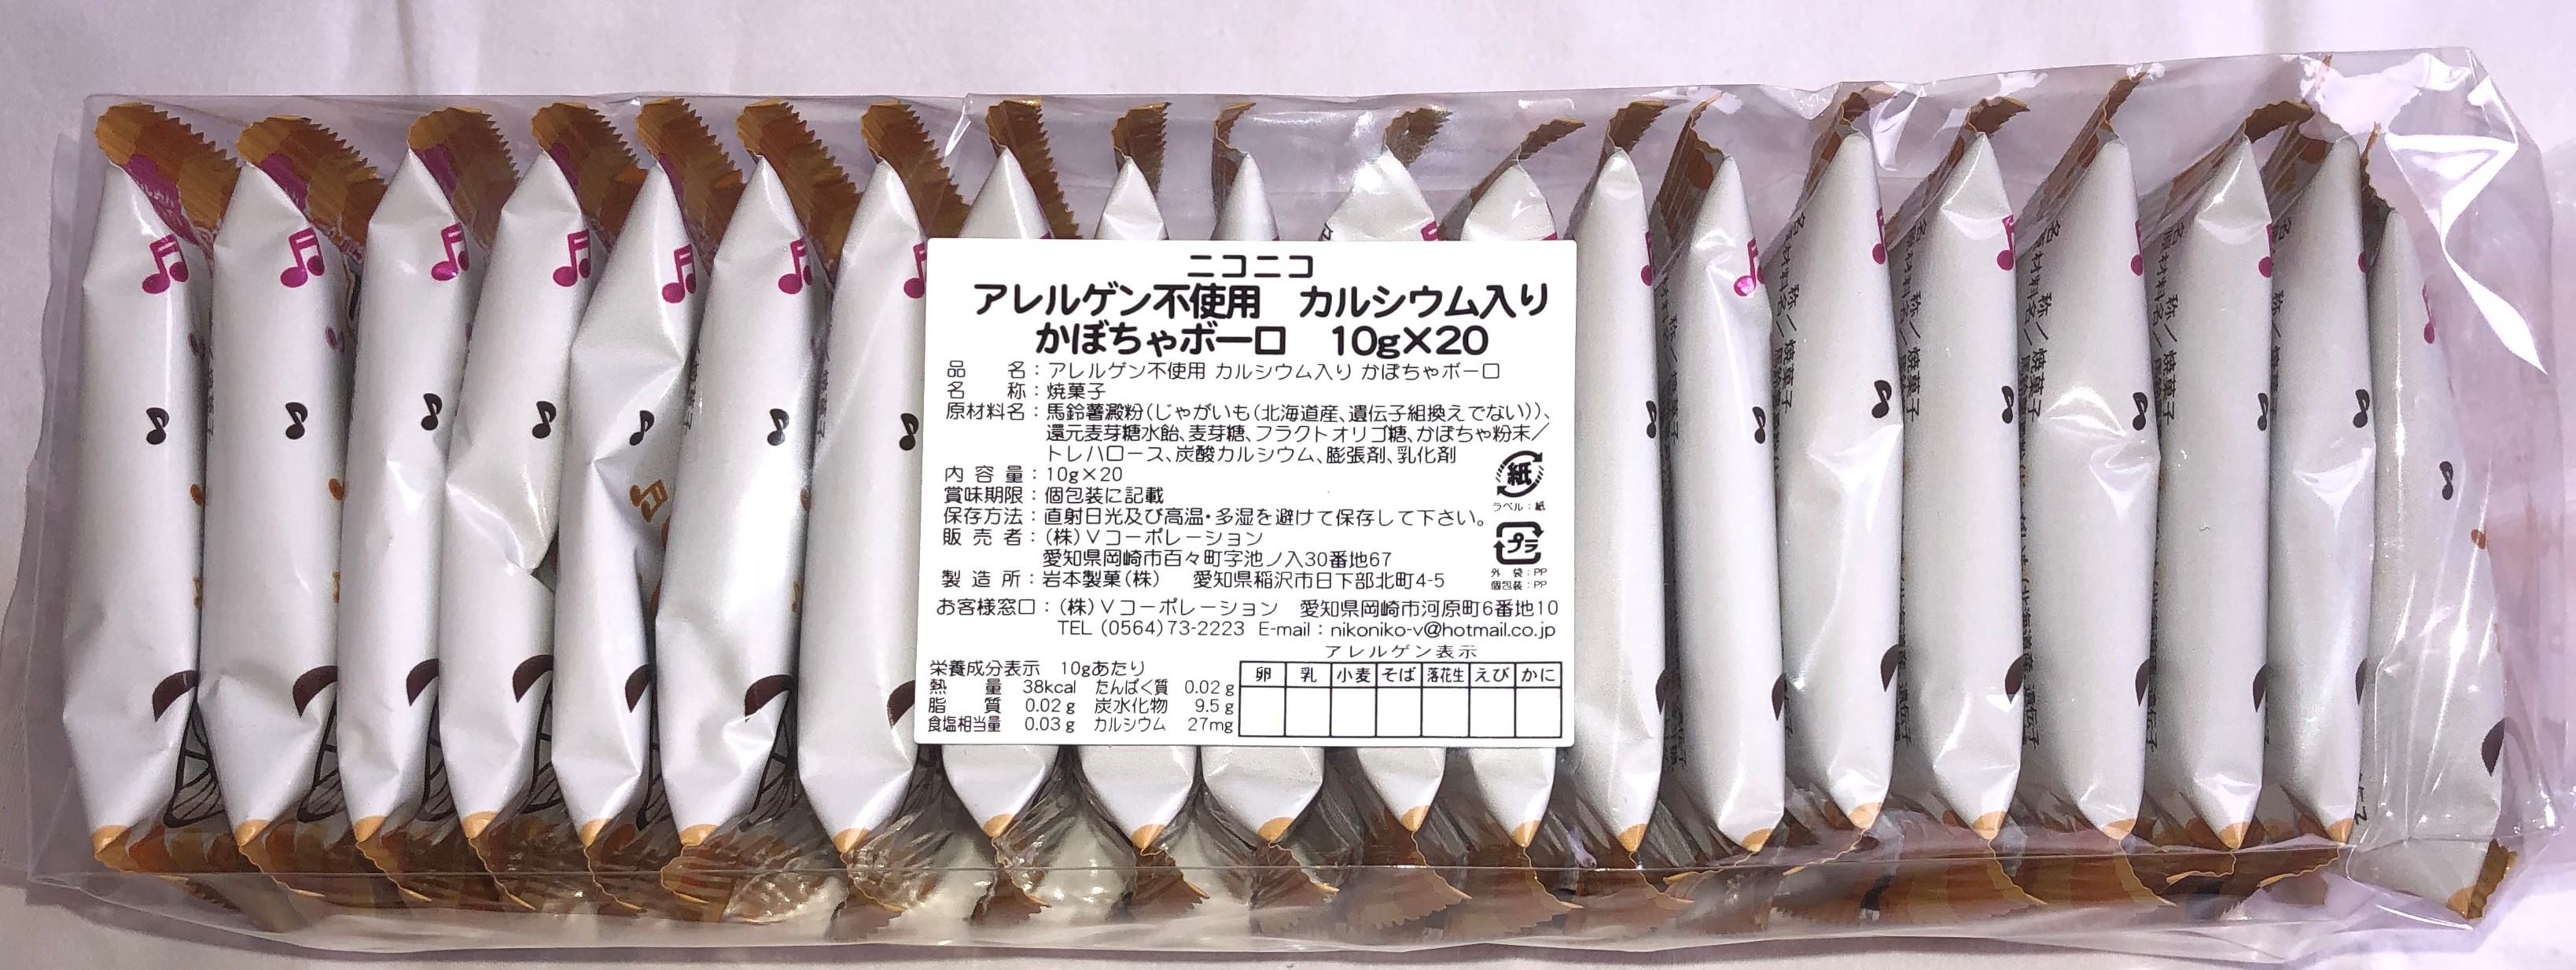 ニコニコ
アレルゲン不使用 カルシウム入り
かぼちゃボーロ 10g×20
品名：アレルゲン不使用 カルシウム入り かぼちゃボーロ
名称：焼菓子
原材料名：馬鈴薯澱粉(じゃがいも(北海道産、遺伝子組換えでない))、
還元麦芽糖水飴、麦芽糖、フラクトオリゴ糖、かぼちゃ粉末／
トレハロース、炭酸カルシウム、膨張剤、乳化剤
内容量：10g×20
賞味期限：個包装に記載
保存方法：直射日光及び高温・多湿を避けて保存して下さい。
販売者：(株)Vコーポレーション
愛知県岡崎市百々町字池ノ入30番地67
製造所：岩本製菓(株) 愛知県稲沢市日下部北町4-5
紙
ラベル：紙
プラ
外袋：PP
個包装：PP
お客様窓口：(株)Vコーポレーション 愛知県岡崎市河原町6番地10
TEL (0564)73-2223 E-mail：nikoniko-v@hotmail.co.jp
アレルゲン表示
卵 乳 小麦 そば 落花生 えび かに
栄養成分表示 10gあたり
熱量 38kcal たんぱく質 0.02g
脂質 0.02g 炭水化物 9.5g
食塩相当量 0.03g カルシウム 27mg